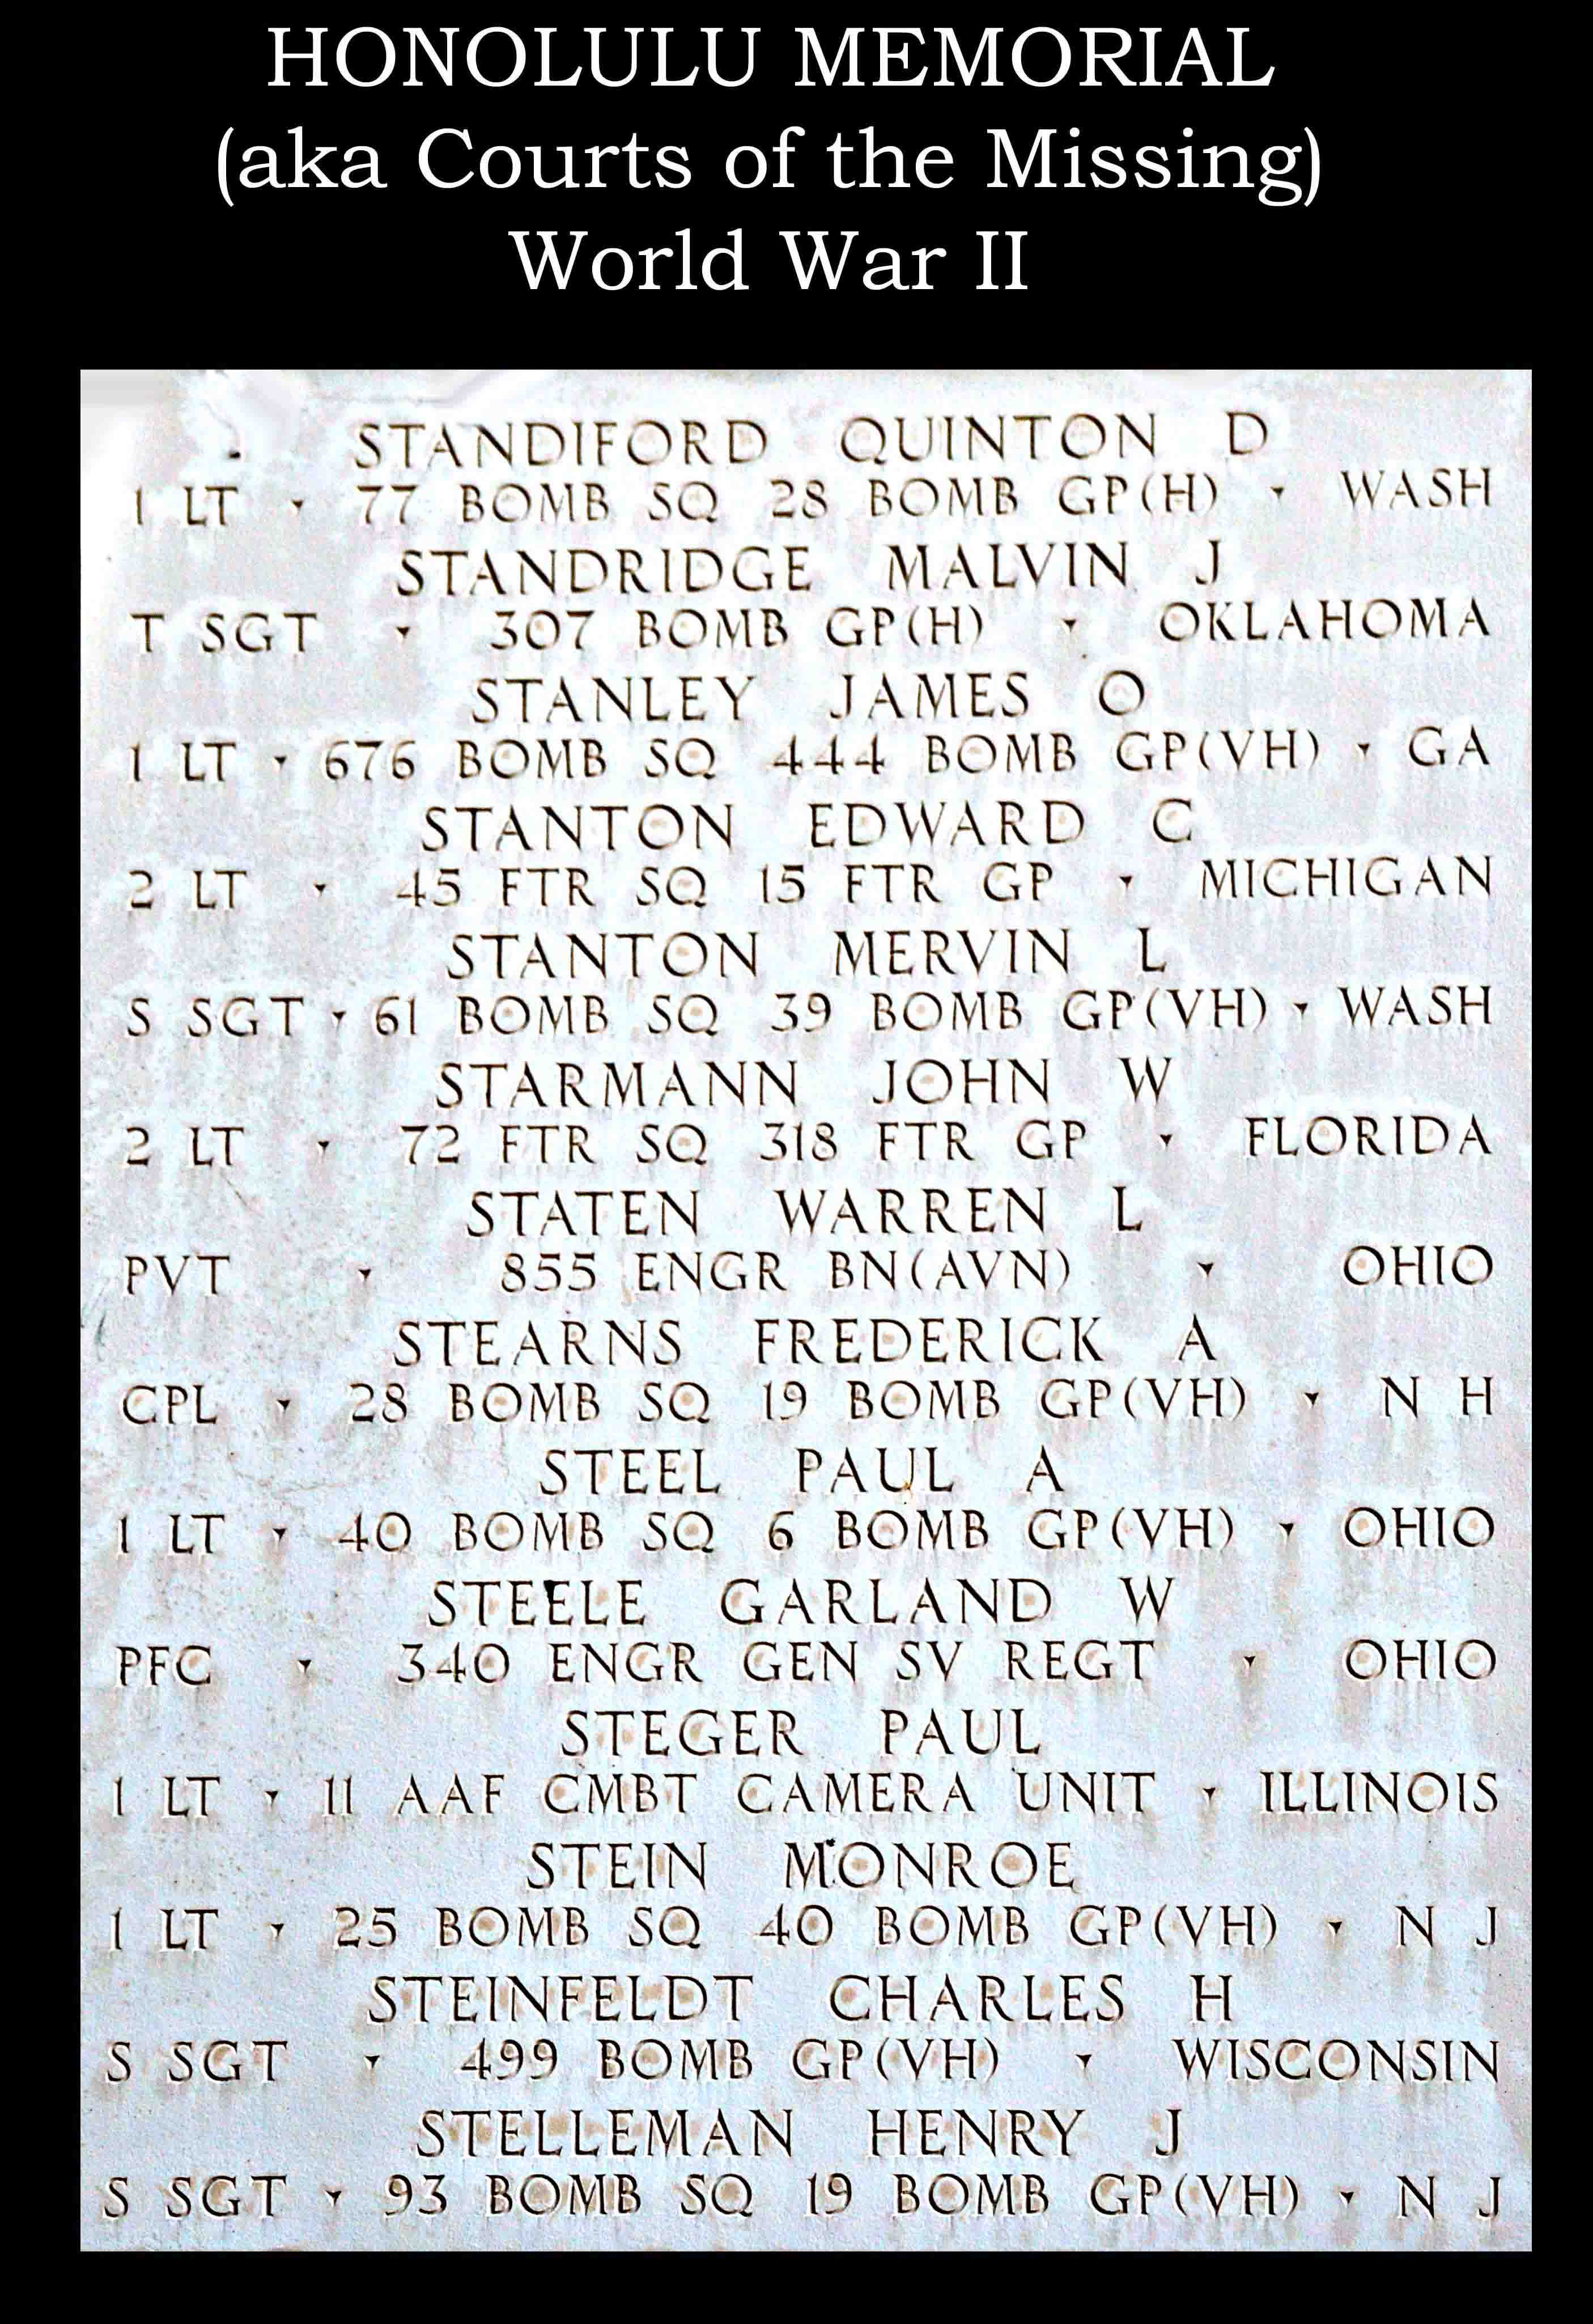 HONOLULU MEMORIAL
(aka Courts of the Missing)
World War II
STANDIFORD QUINTON D
1 LT ▾ 77 BOMB SQ 28 BOMB GP(H) ▾ WASH
STANDRIDGE MALVIN J
T SGT ▾ 307 BOMB GP(H) ▾ OKLAHOMA
STANLEY JAMES O
1 LT ▾ 676 BOMB SQ 444 BOMB GP(VH) ▾ GA
STANTON EDWARD C
2 LT ▾ 45 FTR SQ 15 FTR GP ▾ MICHIGAN
STANTON MERVIN L
S SGT ▾ 61 BOMB SQ 39 BOMB GP(VH) ▾ WASH
STARMANN JOHN W
2 LT ▾ 72 FTR SQ 318 FTR GP ▾ FLORIDA
STATEN WARREN L
PVT ▾ 855 ENGR BN(AVN) ▾ OHIO
STEARNS FREDERICK A
CPL ▾ 28 BOMB SQ 19 BOMB GP(VH) ▾ N H
STEEL PAUL A
1 LT ▾ 40 BOMB SQ 6 BOMB GP(VH) ▾ OHIO
STEELE GARLAND W
PFC ▾ 340 ENGR GEN SV REGT ▾ OHIO
STEGER PAUL
1 LT ▾ 11 AAF CMBT CAMERA UNIT ▾ ILLINOIS
STEIN MONROE
1 LT ▾ 25 BOMB SQ 40 BOMB GP(VH) ▾ N J
STEINFELDT CHARLES H
S SGT ▾ 499 BOMB GP(VH) ▾ WISCONSIN
STELLEMAN HENRY J
S SGT ▾ 93 BOMB SQ 19 BOMB GP(VH) ▾ N J